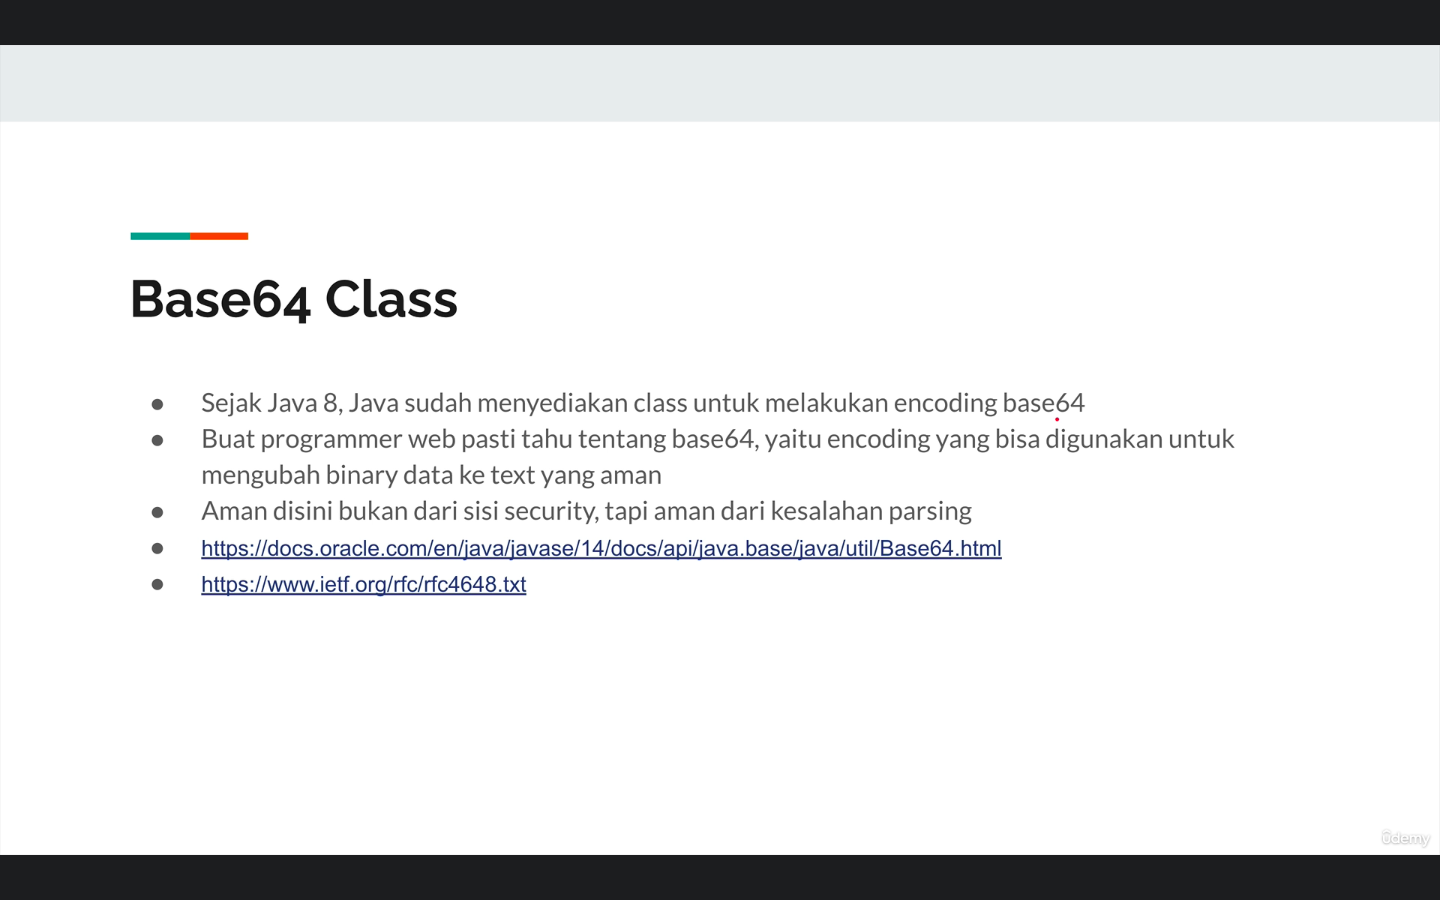 Base64 Class
● Sejak Java 8, Java sudah menyediakan class untuk melakukan encoding base64
● Buat programmer web pasti tahu tentang base64, yaitu encoding yang bisa digunakan untuk
mengubah binary data ke text yang aman
● Aman disini bukan dari sisi security, tapi aman dari kesalahan parsing
● https://docs.oracle.com/en/java/javase/14/docs/api/java.base/java/util/Base64.html
● https://www.ietf.org/rfc/rfc4648.txt
ûdemy